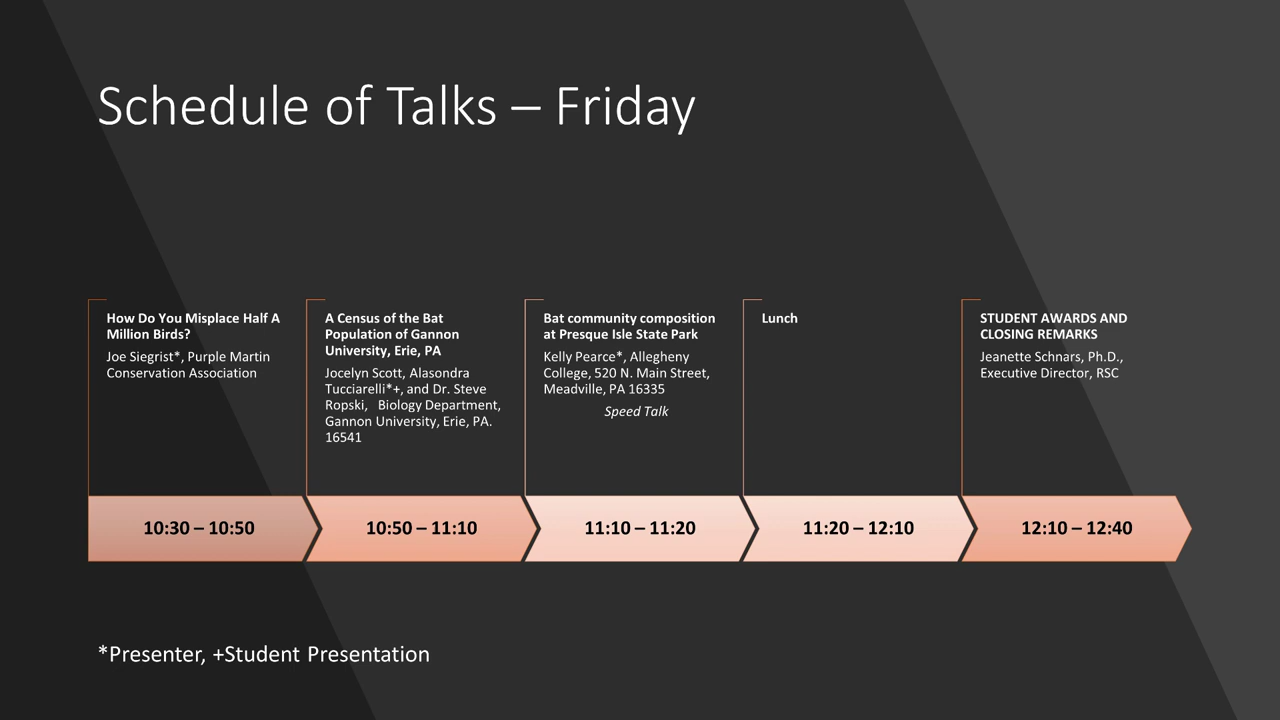 Schedule of Talks – Friday
How Do You Misplace Half A
Million Birds?
Joe Siegrist*, Purple Martin
Conservation Association
A Census of the Bat
Population of Gannon
University, Erie, PA
Jocelyn Scott, Alasondra
Tucciarelli*+, and Dr. Steve
Ropski, Biology Department,
Gannon University, Erie, PA.
16541
Bat community composition
at Presque Isle State Park
Kelly Pearce*, Allegheny
College, 520 N. Main Street,
Meadville, PA 16335
Speed Talk
Lunch
STUDENT AWARDS AND
CLOSING REMARKS
Jeanette Schnars, Ph.D.,
Executive Director, RSC
10:30 – 10:50
10:50 – 11:10
11:10 – 11:20
11:20 – 12:10
12:10 – 12:40
*Presenter, +Student Presentation